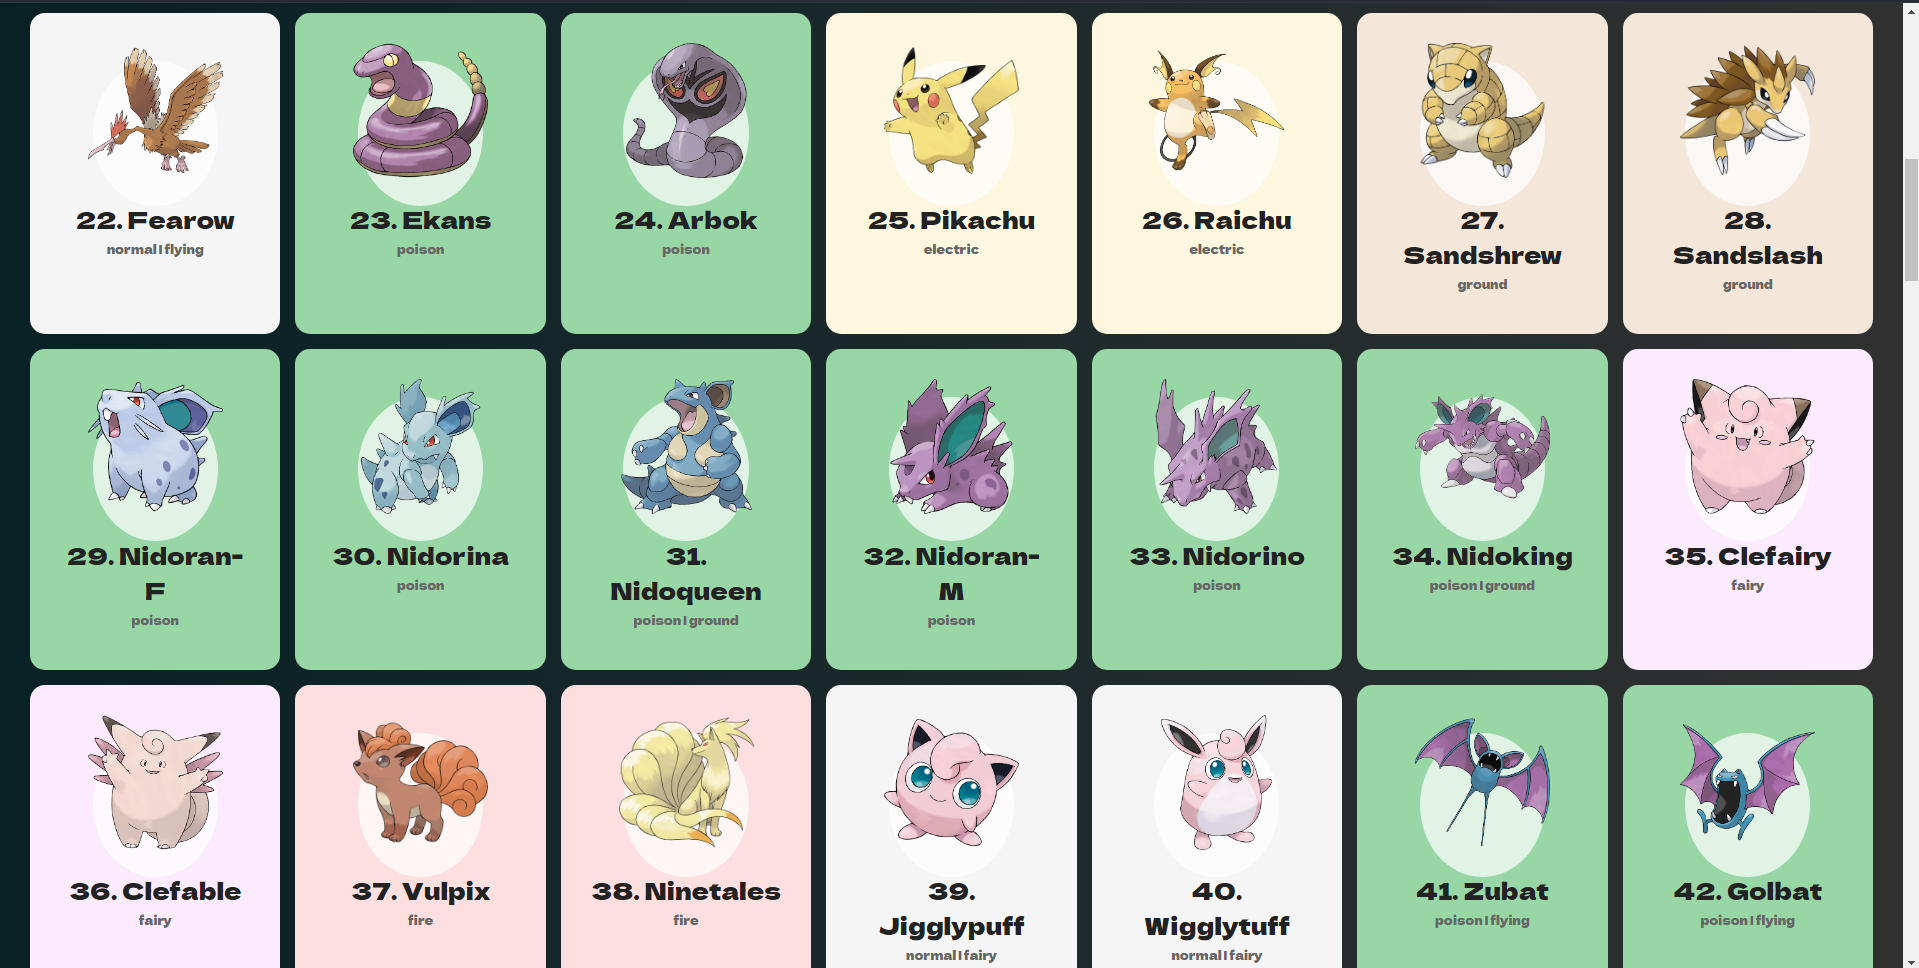 22. Fearow
normal | flying
23. Ekans
poison
24. Arbok
poison
25. Pikachu
electric
26. Raichu
electric
27.
Sandshrew
ground
28.
Sandslash
ground
29. Nidoran-
F
poison
30. Nidorina
poison
31.
Nidoqueen
poison | ground
32. Nidoran-
M
poison
33. Nidorino
poison
34. Nidoking
poison | ground
35. Clefairy
fairy
36. Clefable
fairy
37. Vulpix
fire
38. Ninetales
fire
39.
Jigglypuff
normal | fairy
40.
Wigglytuff
normal | fairy
41. Zubat
poison | flying
42. Golbat
poison | flying